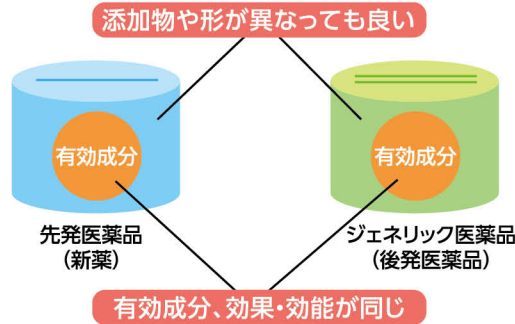 添加物や形が異なっても良い
有効成分
有効成分
先発医薬品
（新薬）
ジェネリック医薬品
（後発医薬品）
有効成分、効果・効能が同じ